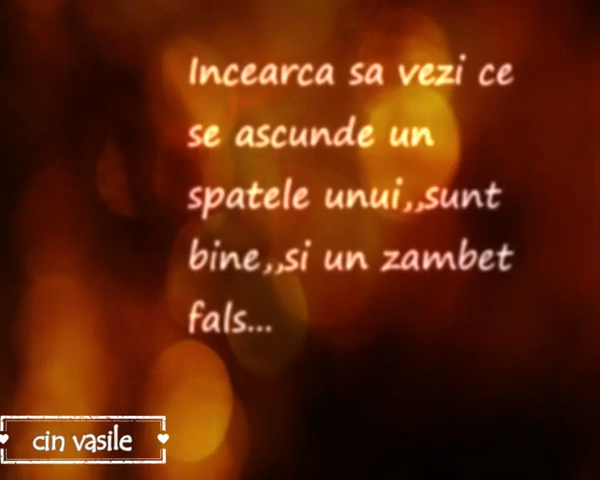 Incearca sa vezi ce
se ascunde un
spatele unui,,sunt
bine,,si un zambet
fals...
cin vasile